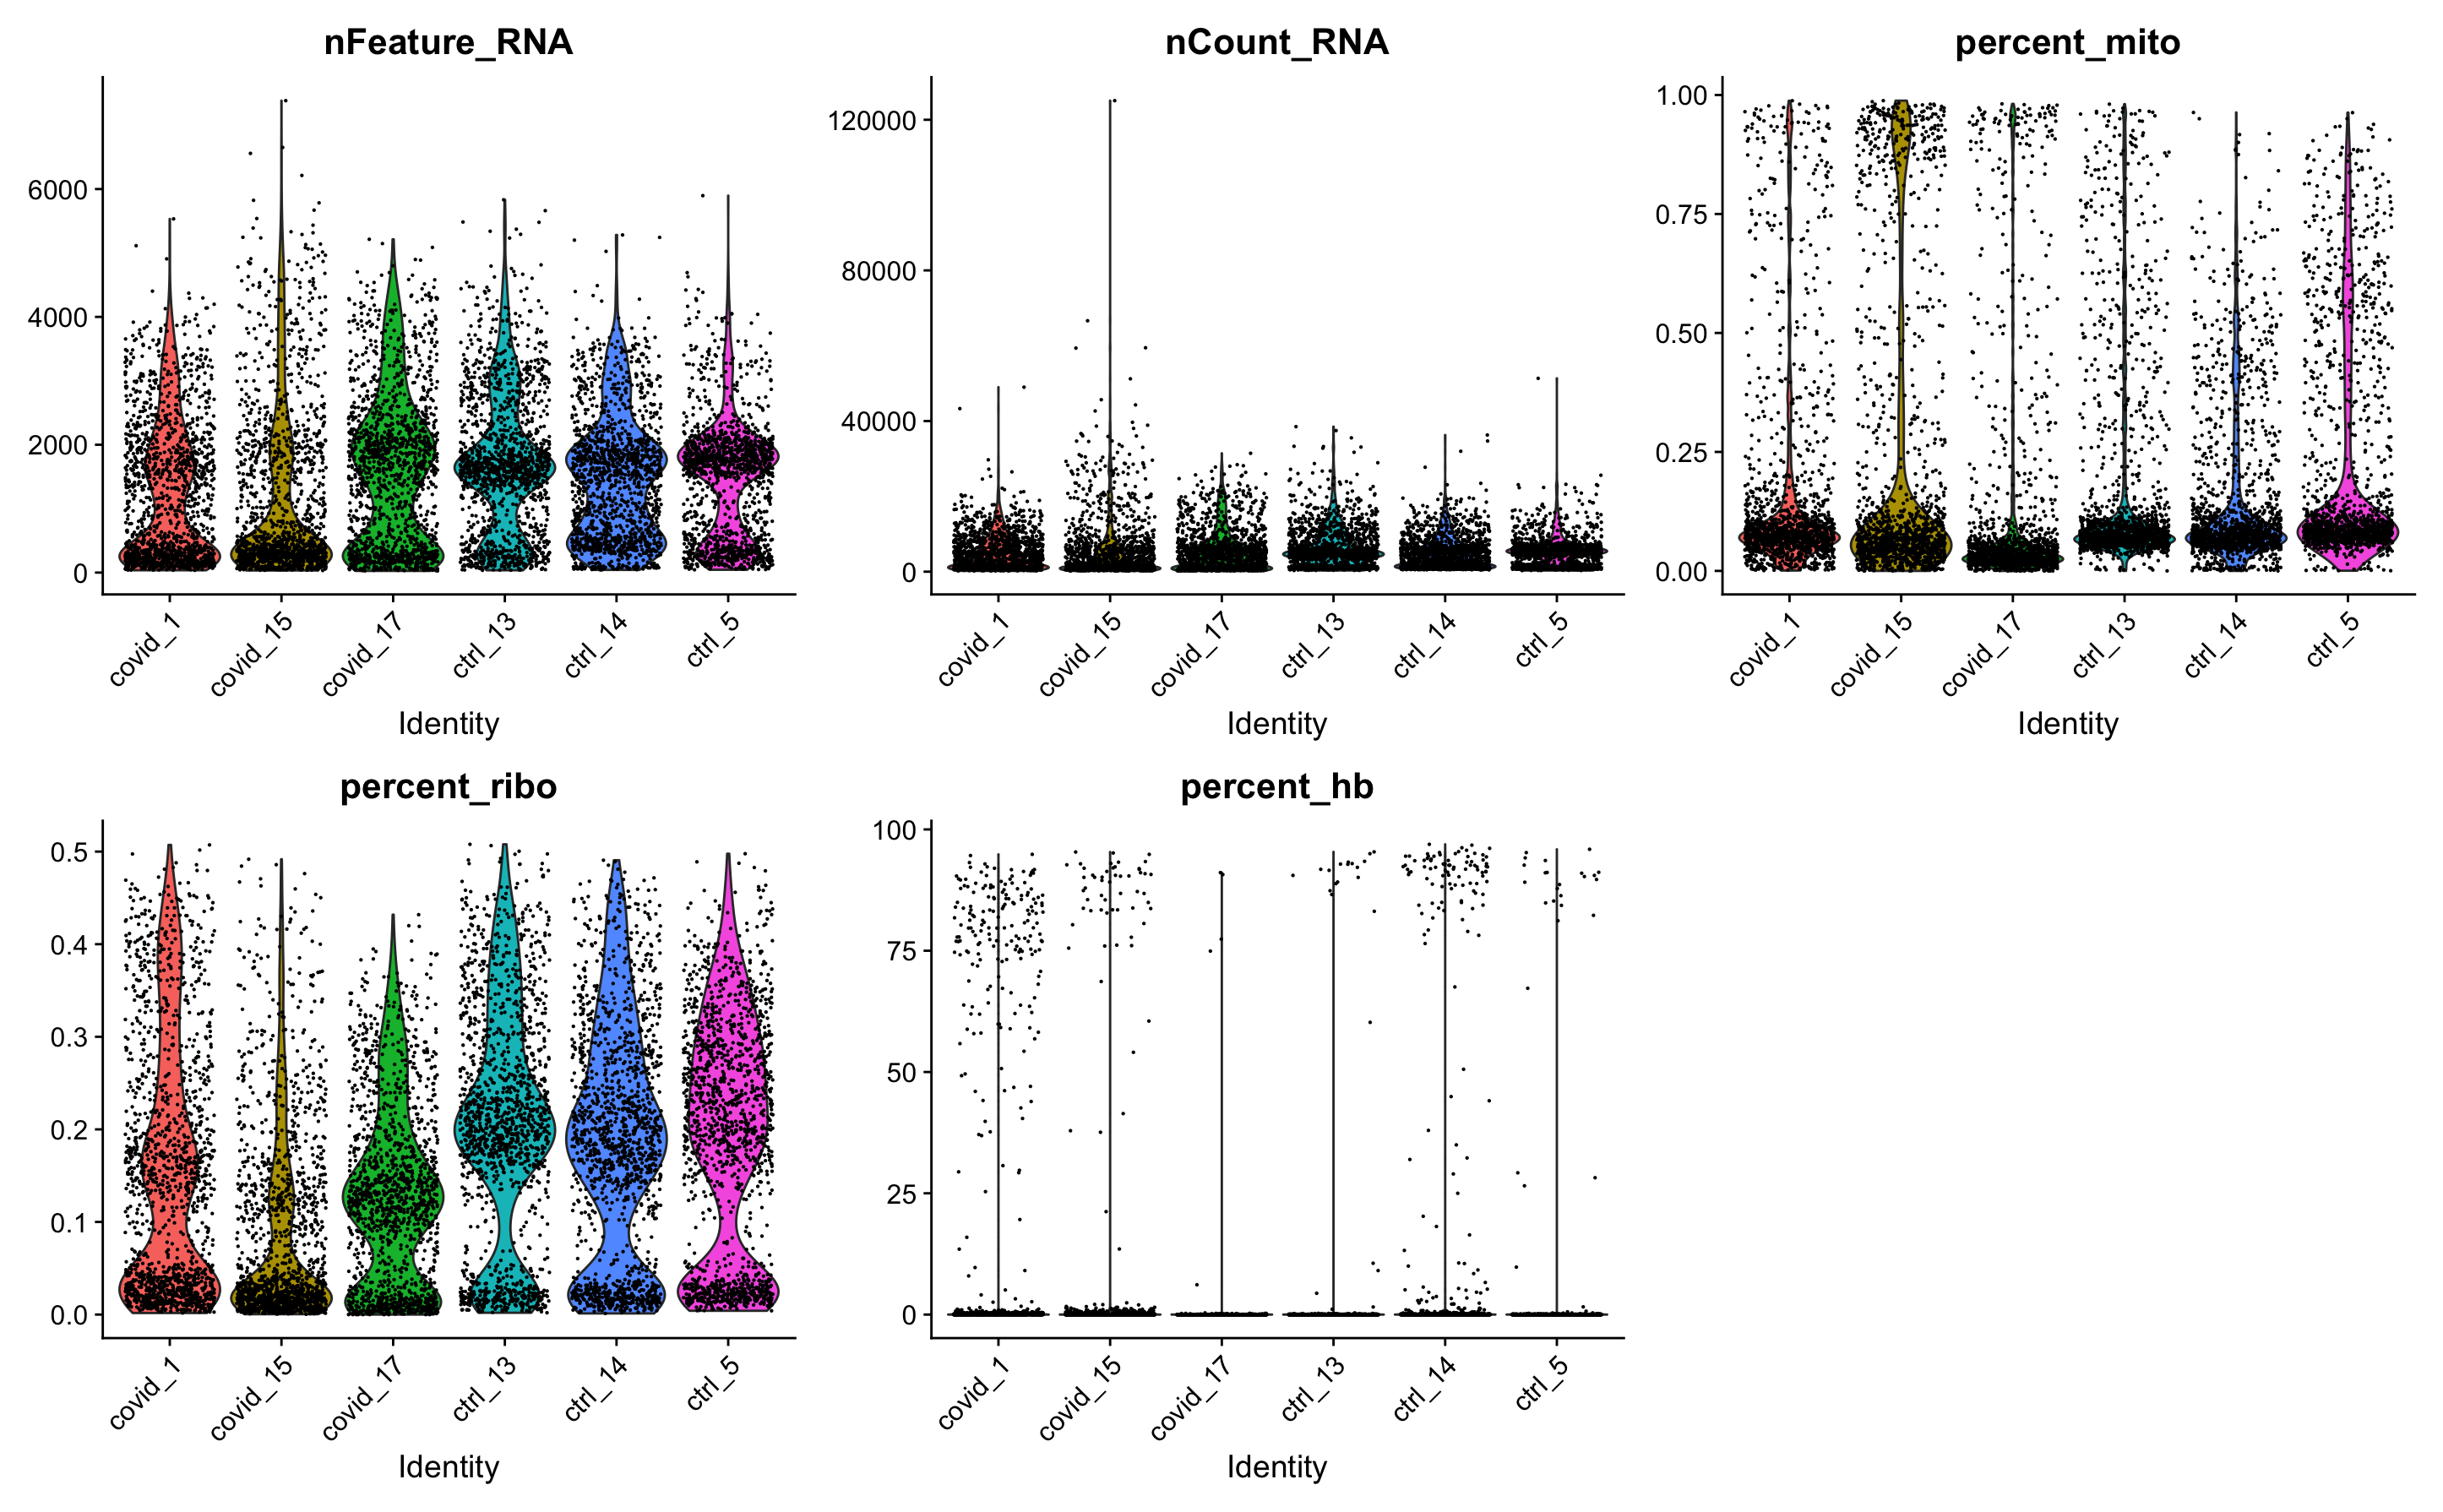 nFeature_RNA
6000
4000
2000
0
covid_1
covid_15
covid_17
ctrl_13
ctrl_14
ctrl_5
Identity
nCount_RNA
120000
80000
40000
0
covid_1
covid_15
covid_17
ctrl_13
ctrl_14
ctrl_5
Identity
percent_mito
1.00
0.75
0.50
0.25
0.00
covid_1
covid_15
covid_17
ctrl_13
ctrl_14
ctrl_5
Identity
percent_ribo
0.5
0.4
0.3
0.2
0.1
0.0
covid_1
covid_15
covid_17
ctrl_13
ctrl_14
ctrl_5
Identity
percent_hb
100
75
50
25
0
covid_1
covid_15
covid_17
ctrl_13
ctrl_14
ctrl_5
Identity